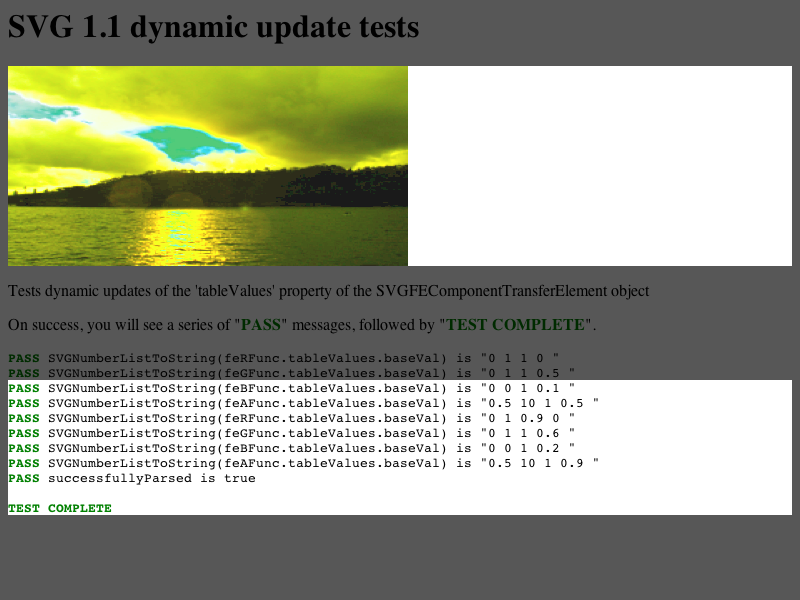 SVG 1.1 dynamic update tests
Tests dynamic updates of the 'tableValues' property of the SVGFEComponentTransferElement object
On success, you will see a series of "PASS" messages, followed by "TEST COMPLETE".
PASS SVGNumberListToString(feRFunc.tableValues.baseVal) is "0 1 1 0 "
PASS SVGNumberListToString(feGFunc.tableValues.baseVal) is "0 1 1 0.5 "
PASS SVGNumberListToString(feBFunc.tableValues.baseVal) is "0 0 1 0.1 "
PASS SVGNumberListToString(feAFunc.tableValues.baseVal) is "0.5 10 1 0.5 "
PASS SVGNumberListToString(feRFunc.tableValues.baseVal) is "0 1 0.9 0 "
PASS SVGNumberListToString(feGFunc.tableValues.baseVal) is "0 1 1 0.6 "
PASS SVGNumberListToString(feBFunc.tableValues.baseVal) is "0 0 1 0.2 "
PASS SVGNumberListToString(feAFunc.tableValues.baseVal) is "0.5 10 1 0.9 "
PASS successfullyParsed is true
TEST COMPLETE